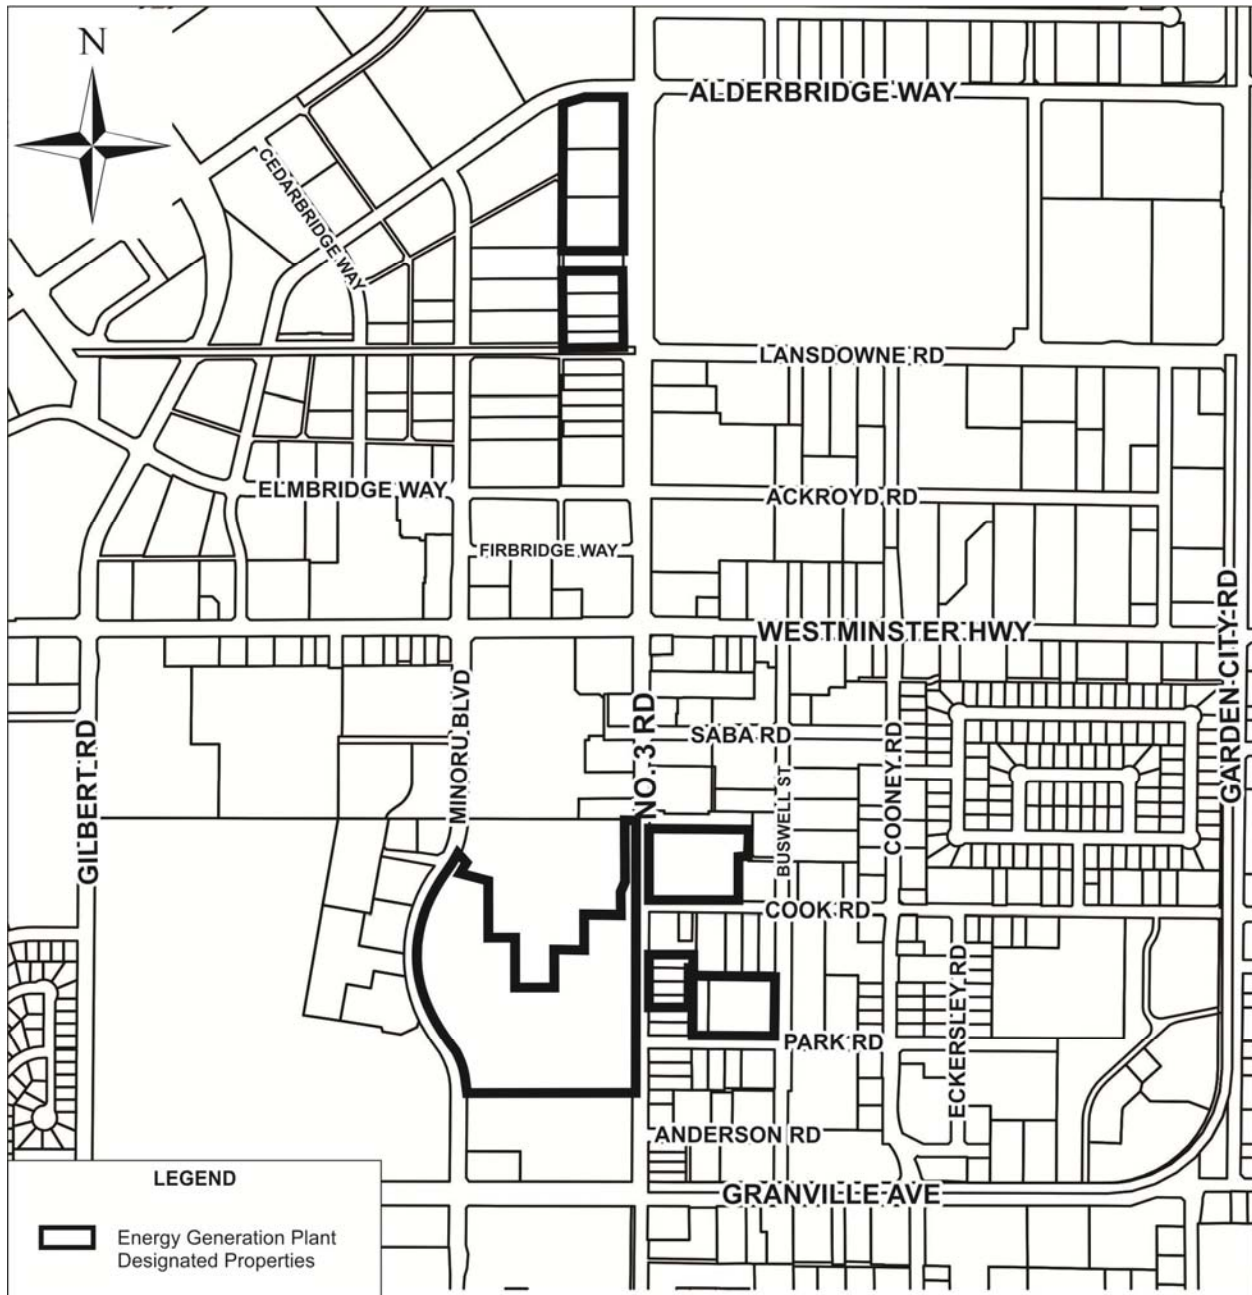 N
ALDERBRIDGE WAY
CEDARBRIDGE WAY
LANSDOWNE RD
ELMBRIDGE WAY
ACKROYD RD
FIRBRIDGE WAY
WESTMINSTER HWY
GARDEN CITY RD
MINORU BLVD
NO. 3 RD
SABA RD
GILBERT RD
BUSWELL ST
COONEY RD
COOK RD
ECKERSLEY RD
PARK RD
ANDERSON RD
GRANVILLE AVE
LEGEND
Energy Generation Plant
Designated Properties